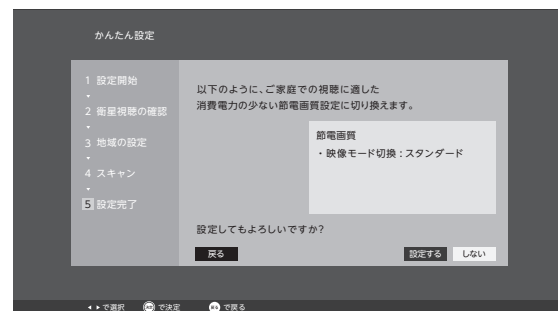 かんたん設定
1 設定開始
2 衛星視聴の確認
3 地域の設定
4 スキャン
5 設定完了
以下のように、ご家庭での視聴に適した
消費電力の少ない節電画質設定に切り換えます。
節電画質
・映像モード切換：スタンダード
設定してもよろしいですか?
戻る 設定する しない
で選択 決定 で決定 戻る で戻る